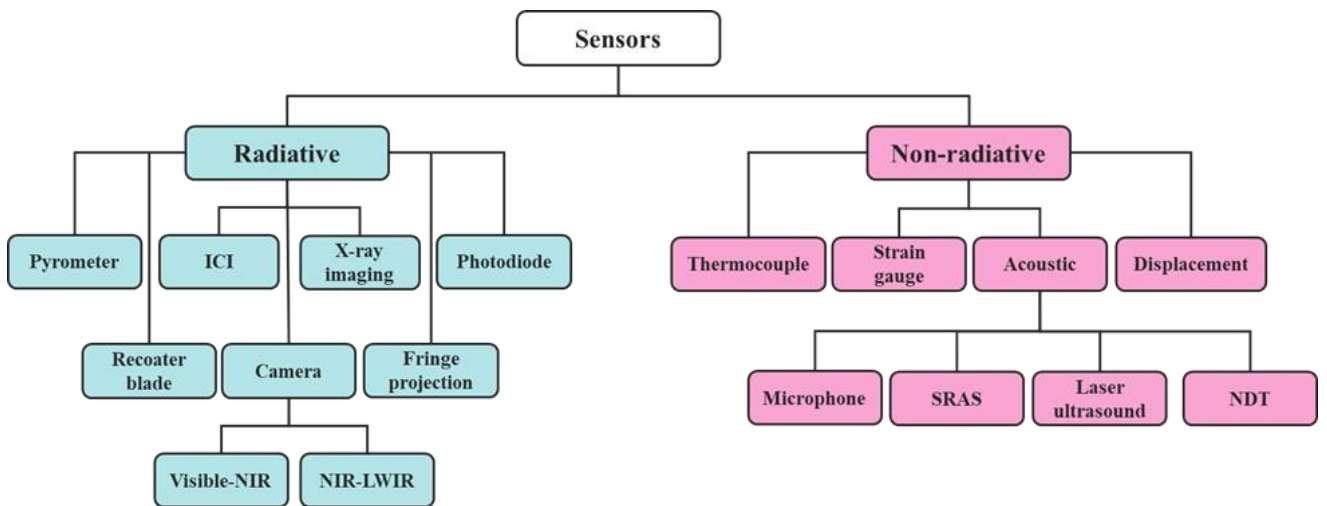 Sensors
Radiative
Non-radiative
Pyrometer
ICI
X-ray
imaging
Photodiode
Thermocouple
Strain
gauge
Acoustic
Displacement
Recoater
blade
Camera
Fringe
projection
Microphone
SRAS
Laser
ultrasound
NDT
Visible-NIR
NIR-LWIR